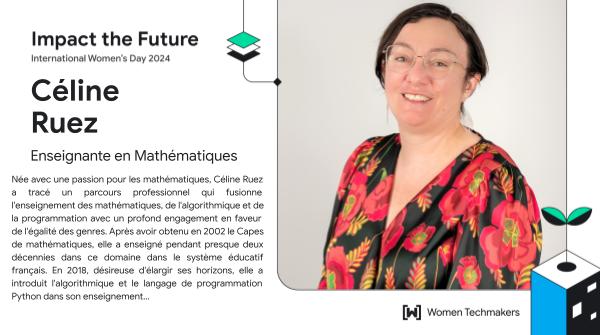 Impact the Future
International Women's Day 2024
Céline
Ruez
Enseignante en Mathématiques
Née avec une passion pour les mathématiques, Céline Ruez
a tracé un parcours professionnel qui fusionne
l'enseignement des mathématiques, de l'algorithmique et de
la programmation avec un profond engagement en faveur
de l'égalité des genres. Après avoir obtenu en 2002 le Capes
de mathématiques, elle a enseigné pendant presque deux
décennies dans ce domaine dans le système éducatif
français. En 2018, désireuse d'élargir ses horizons, elle a
introduit l'algorithmique et le langage de programmation
Python dans son enseignement...
[W] Women Techmakers